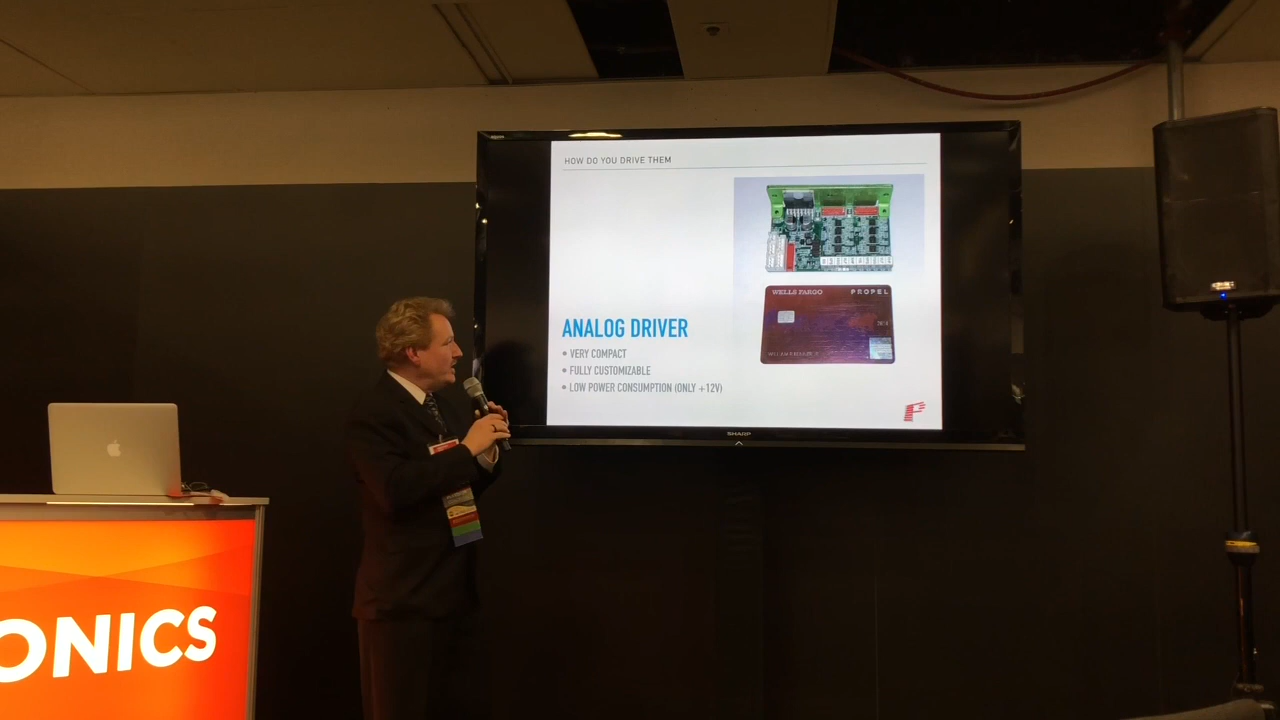 HOW DO YOU DRIVE THEM
WELLS FARGO
PROPEL
ANALOG DRIVER
• VERY COMPACT
• FULLY CUSTOMIZABLE
• LOW POWER CONSUMPTION (ONLY +12V)
SHARP
ONICS